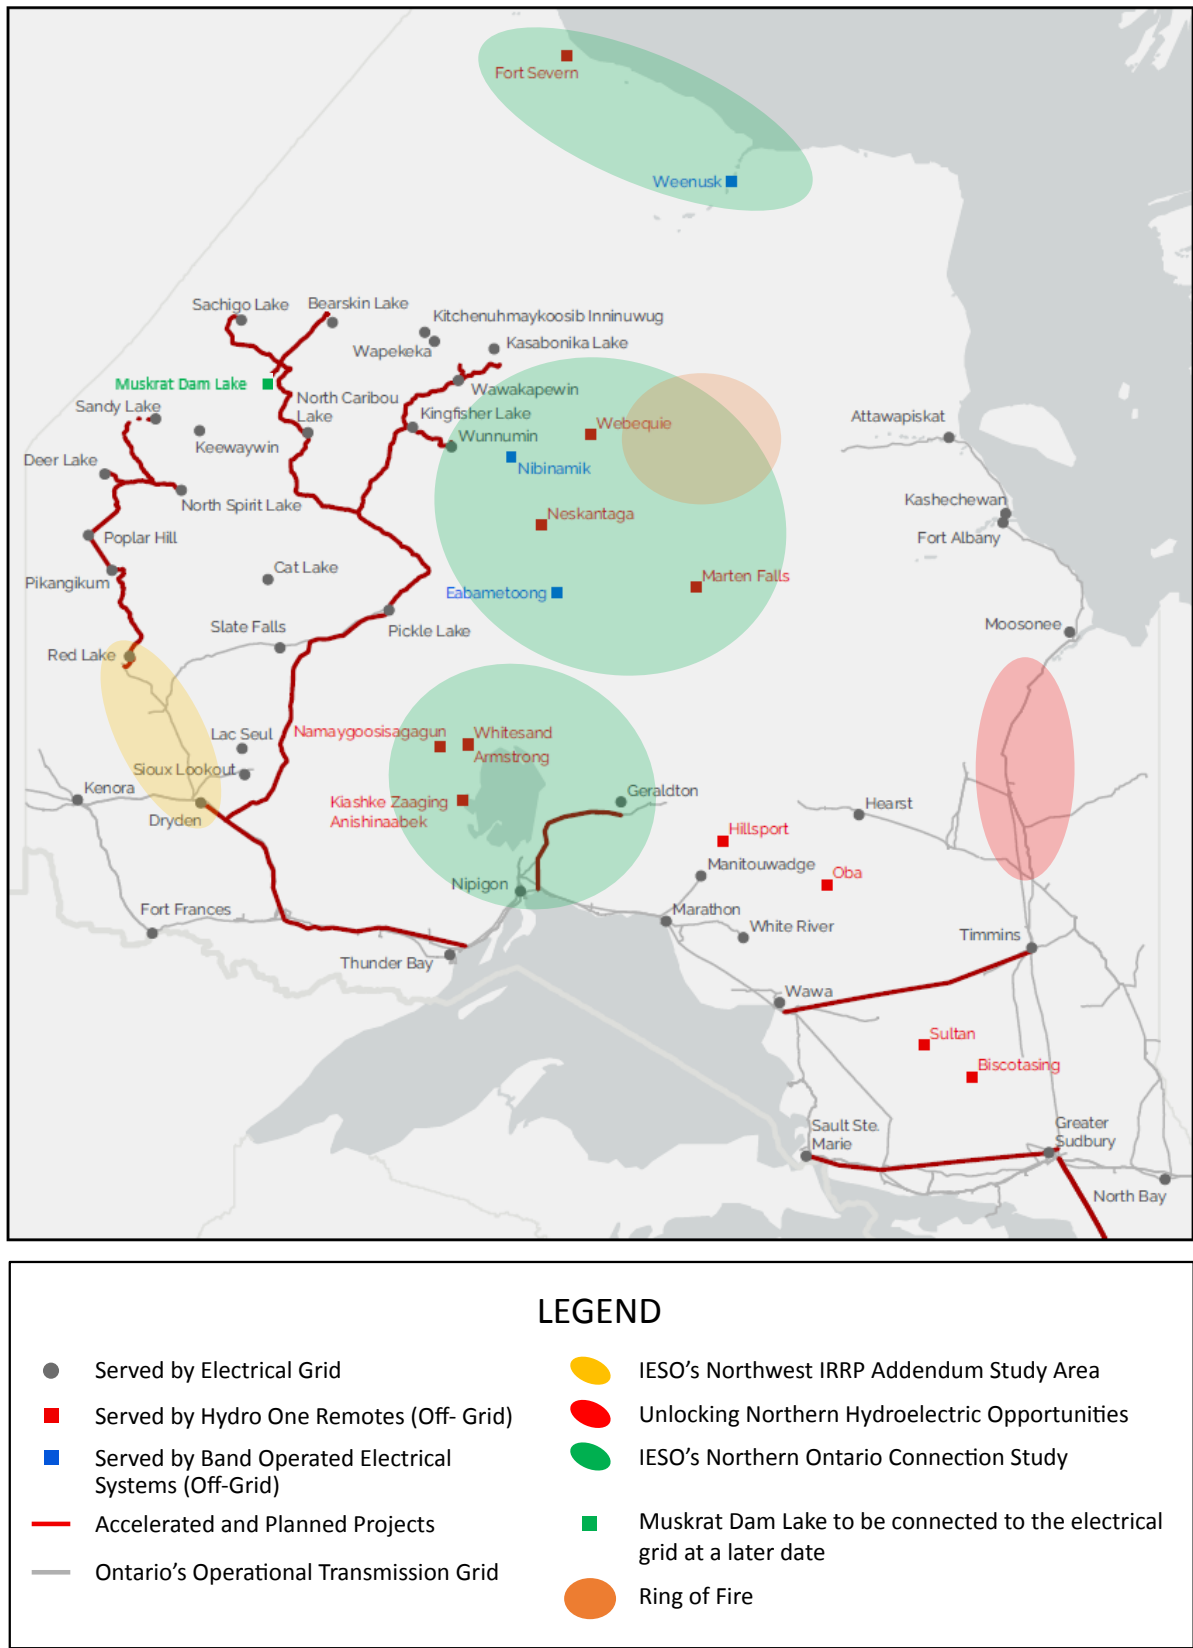 Fort Severn
Weenusk
Sachigo Lake
Bearskin Lake
Kitchenuhmaykoosib Inninuwug
Wapekeka
Kasabonika Lake
Muskrat Dam Lake
North Caribou
Lake
Wawakapewin
Sandy Lake
Kingfisher Lake
Webequie
Attawapiskat
Keewaywin
Wunnumin
Deer Lake
Nibinamik
North Spirit Lake
Kashechewan
Neskantaga
Poplar Hill
Fort Albany
Cat Lake
Pikangikum
Marten Falls
Eabametoong
Slate Falls
Pickle Lake
Moosonee
Red Lake
Lac Seul
Namaygoosisagagun
Whitesand
Armstrong
Sioux Lookout
Kenora
Geraldton
Kiashke Zaaging
Anishinaabek
Hearst
Dryden
Hillsport
Manitouwadge
Oba
Nipigon
Fort Frances
Marathon
White River
Timmins
Thunder Bay
Wawa
Sultan
Biscotasing
Sault Ste.
Marie
Greater
Sudbury
North Bay
LEGEND
Served by Electrical Grid
Served by Hydro One Remotes (Off- Grid)
Served by Band Operated Electrical
Systems (Off-Grid)
Accelerated and Planned Projects
Ontario's Operational Transmission Grid
IESO's Northwest IRRP Addendum Study Area
Unlocking Northern Hydroelectric Opportunities
IESO's Northern Ontario Connection Study
Muskrat Dam Lake to be connected to the electrical
grid at a later date
Ring of Fire